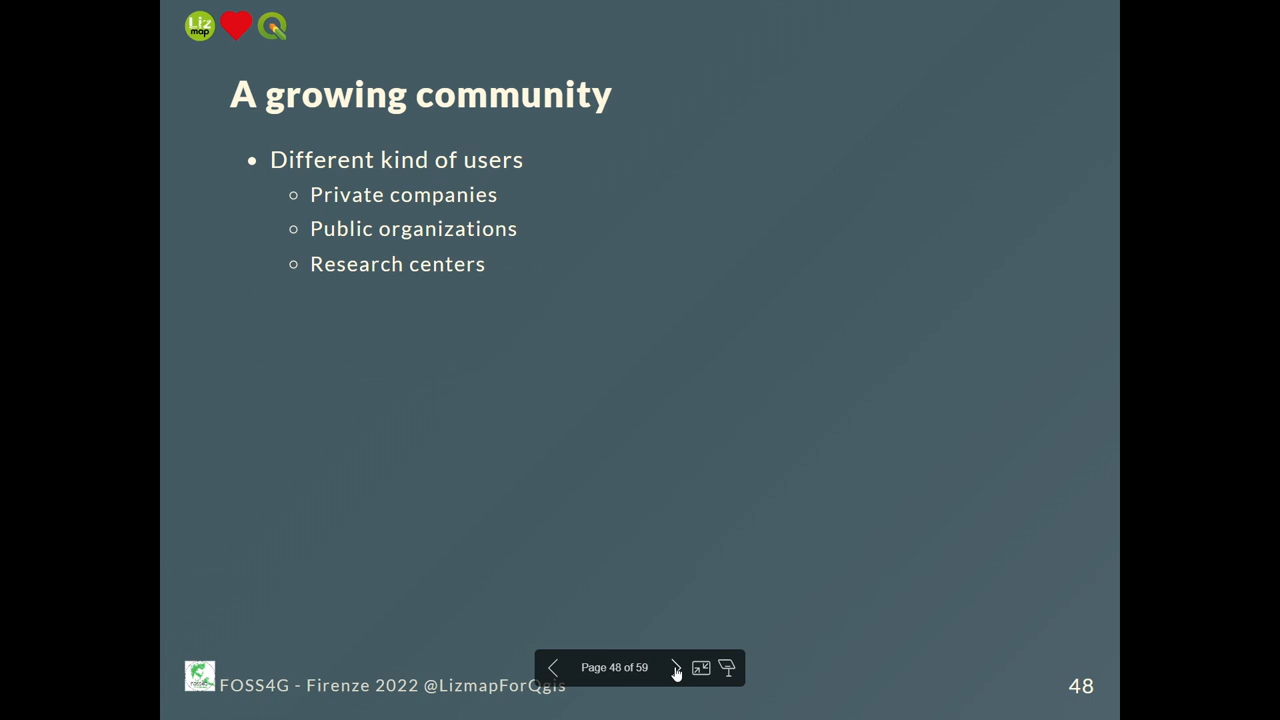 Liz
map
A growing community
Different kind of users
Private companies
Public organizations
Research centers
Page 48 of 59
FOSS4G - Firenze 2022 @LizmapForQgis
48